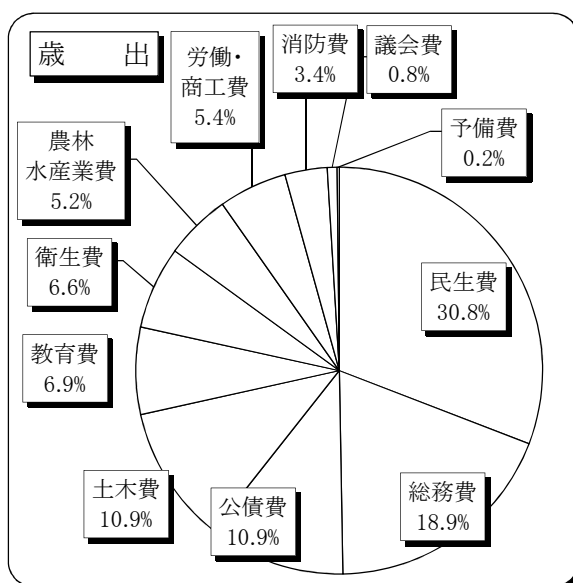 歳 出
労働・
商工費
5.4%
消防費
3.4%
議会費
0.8%
予備費
0.2%
農林
水産業費
5.2%
衛生費
6.6%
民生費
30.8%
教育費
6.9%
土木費
10.9%
公債費
10.9%
総務費
18.9%